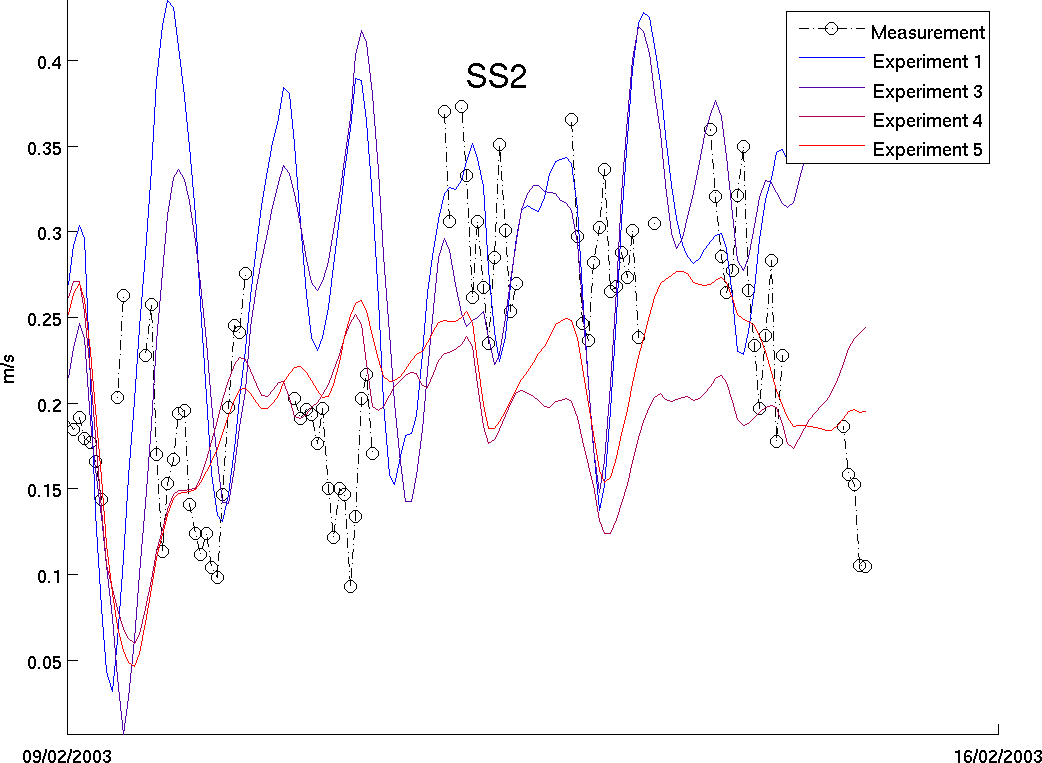 SS2
Measurement
Experiment 1
Experiment 3
Experiment 4
Experiment 5
0.4
0.35
0.3
0.25
0.2
0.15
0.1
0.05
m/s
09/02/2003
16/02/2003